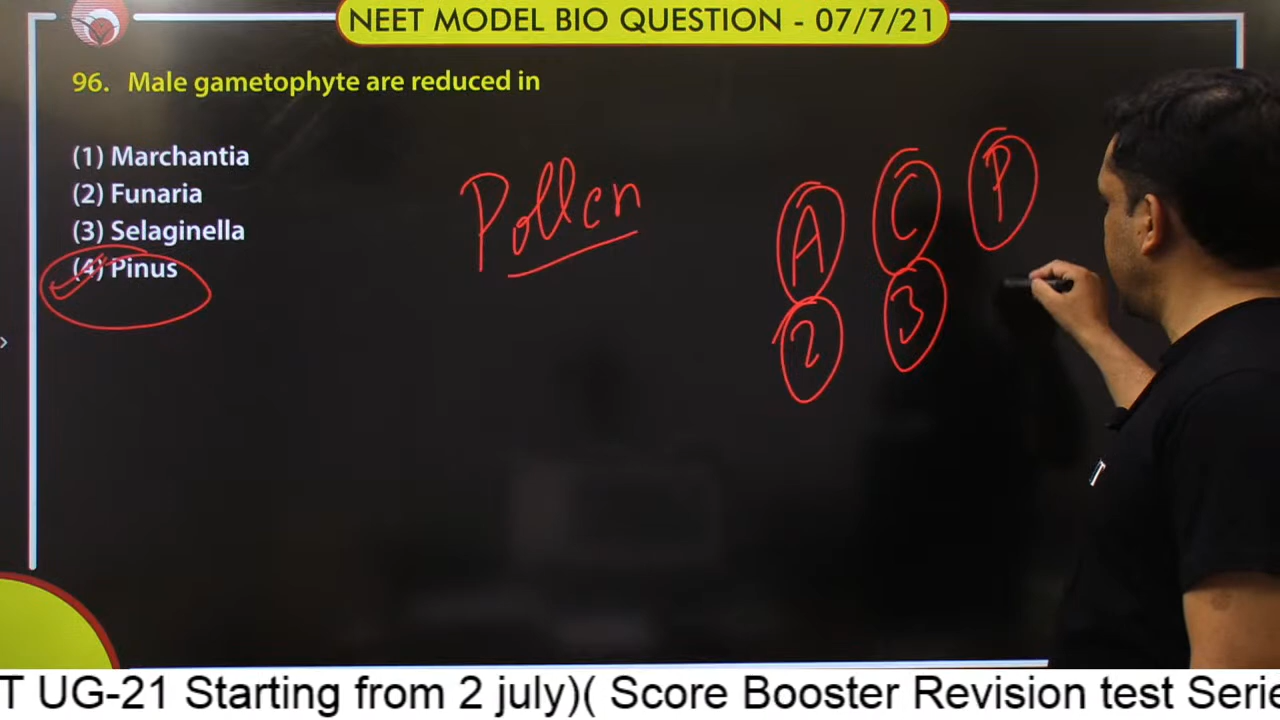 NEET MODEL BIO QUESTION - 07/7/21
96. Male gametophyte are reduced in
(1) Marchantia
(2) Funaria
(3) Selaginella
(4) Pinus
Pollen
A C P
2 3
T UG-21 Starting from 2 july)( Score Booster Revision test Serie